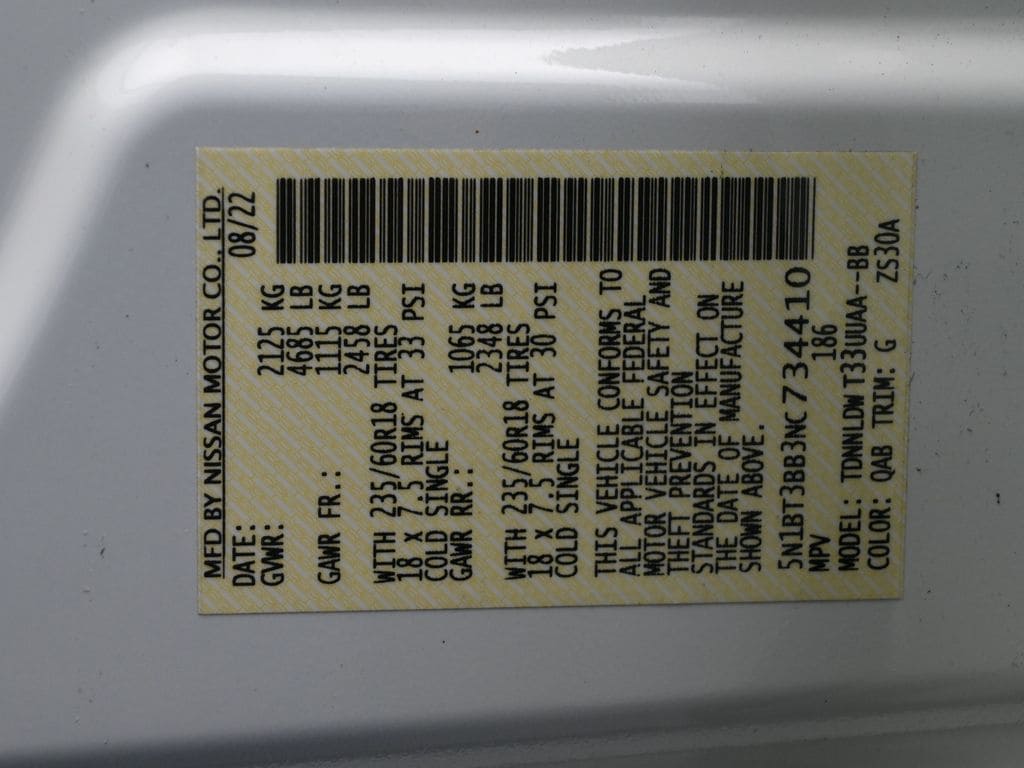 MFD BY NISSAN MOTOR CO., LTD.
DATE: 08/22
GVWR: 2125 KG
4685 LB
GAWR FR.: 1115 KG
2458 LB
WITH 235/60R18 TIRES
18 x 7.5 RIMS AT 33 PSI
COLD SINGLE
GAWR RR.: 1065 KG
2348 LB
WITH 235/60R18 TIRES
18 x 7.5 RIMS AT 30 PSI
COLD SINGLE
THIS VEHICLE CONFORMS TO
ALL APPLICABLE FEDERAL
MOTOR VEHICLE SAFETY AND
THEFT PREVENTION
STANDARDS IN EFFECT ON
THE DATE OF MANUFACTURE
SHOWN ABOVE.
5N1BT3BB3NC734410
MPV 186
MODEL: TDNNLDW T33UUAA--BB
COLOR: QAB TRIM: G ZS30A